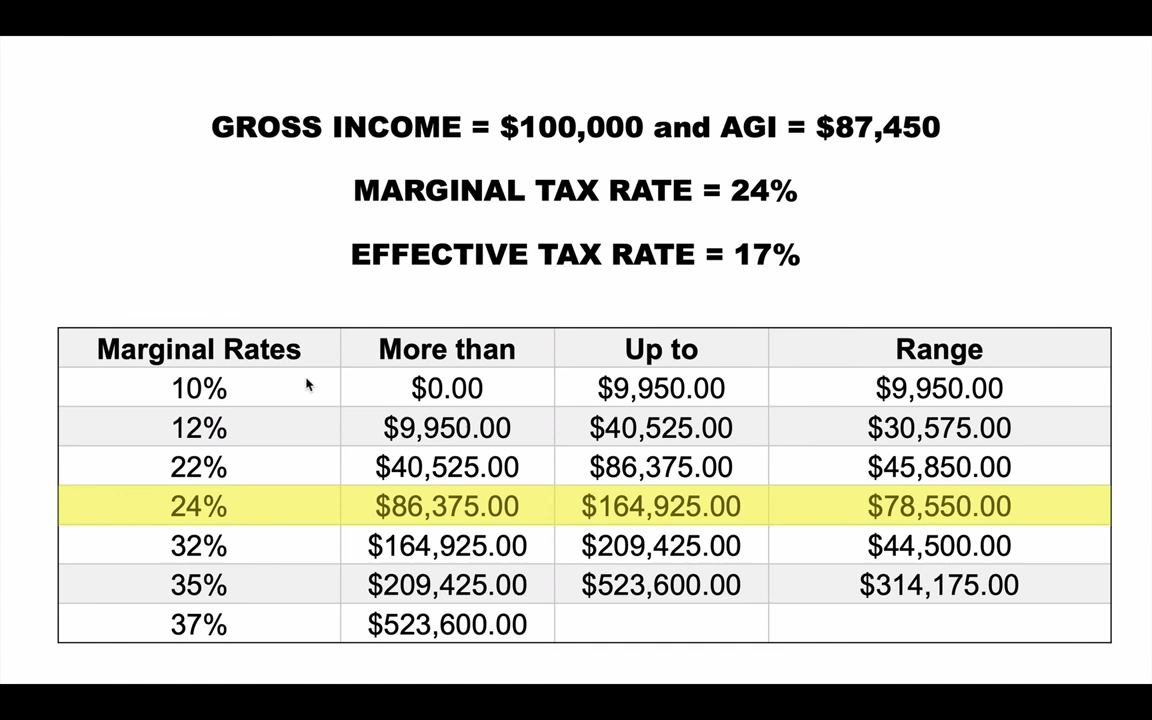 GROSS INCOME = $100,000 and AGI = $87,450
MARGINAL TAX RATE = 24%
EFFECTIVE TAX RATE = 17%
Marginal Rates More than Up to Range
10% $0.00 $9,950.00 $9,950.00
12% $9,950.00 $40,525.00 $30,575.00
22% $40,525.00 $86,375.00 $45,850.00
24% $86,375.00 $164,925.00 $78,550.00
32% $164,925.00 $209,425.00 $44,500.00
35% $209,425.00 $523,600.00 $314,175.00
37% $523,600.00